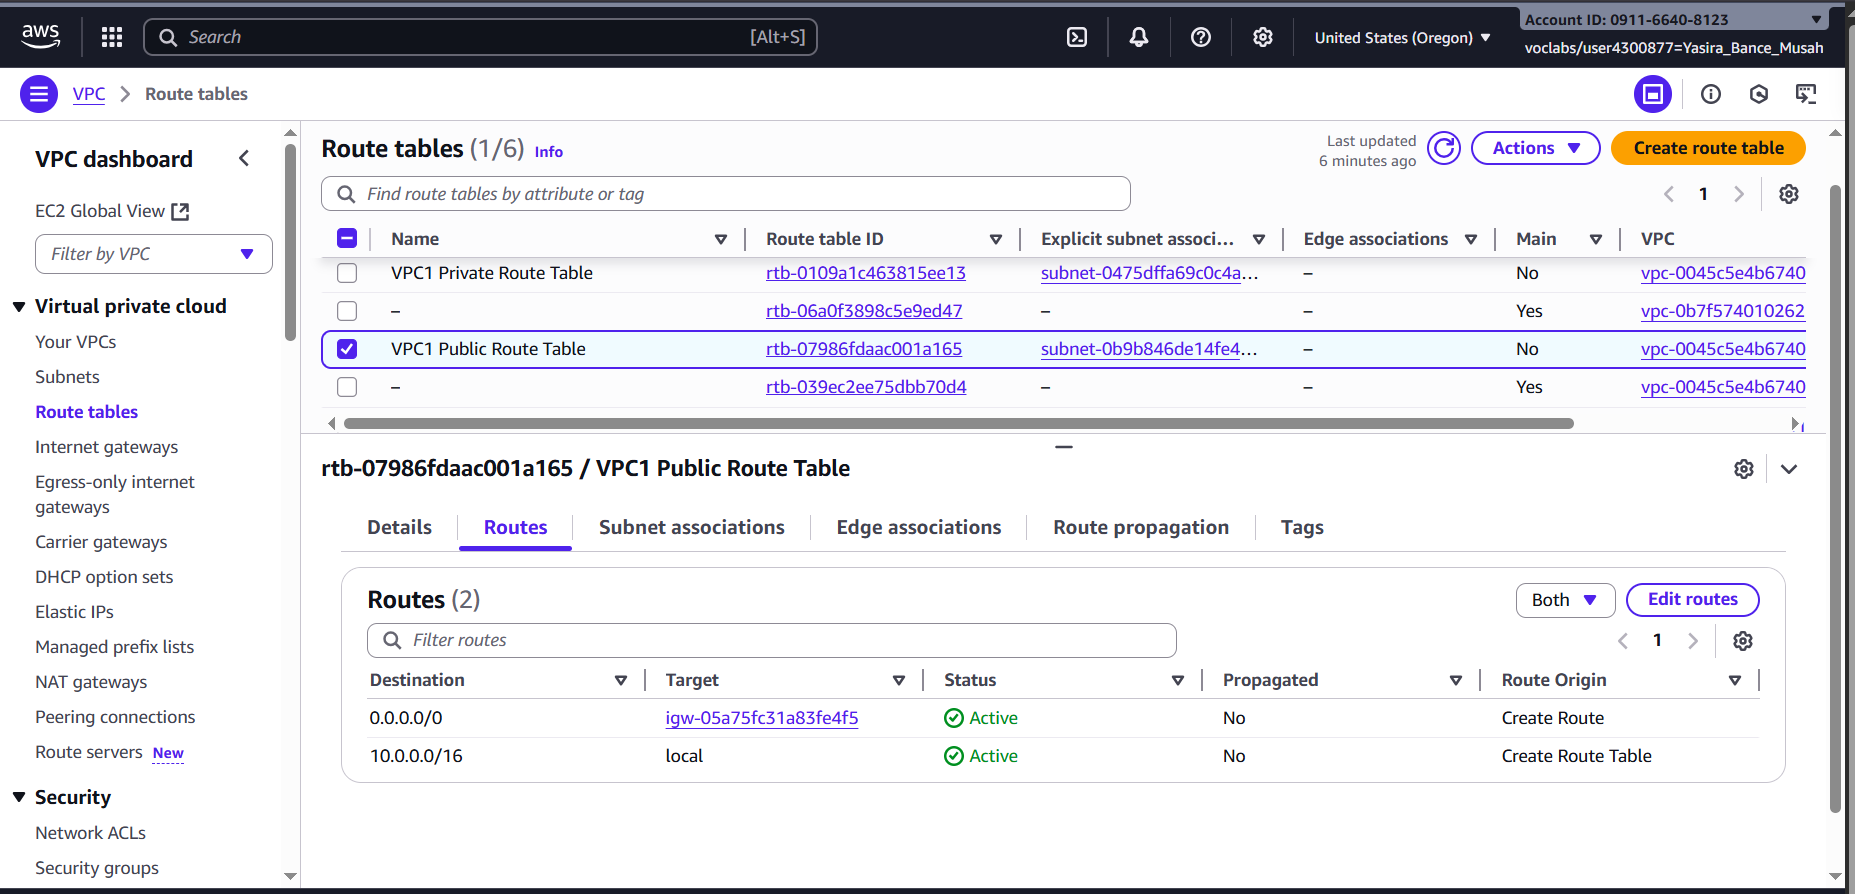 aws
Search [Alt+S]
United States (Oregon)
Account ID: 0911-6640-8123
voclabs/user4300877=Yasira_Bance_Musah
VPC > Route tables
VPC dashboard
EC2 Global View
Filter by VPC
Virtual private cloud
Your VPCs
Subnets
Route tables
Internet gateways
Egress-only internet
gateways
Carrier gateways
DHCP option sets
Elastic IPs
Managed prefix lists
NAT gateways
Peering connections
Route servers New
Security
Network ACLs
Security groups
Route tables (1/6) Info
Last updated
6 minutes ago
Actions
Create route table
Find route tables by attribute or tag
1
Name Route table ID Explicit subnet associ... Edge associations Main VPC
VPC1 Private Route Table rtb-0109a1c463815ee13 subnet-0475dffa69c0c4a... – No vpc-0045c5e4b6740
– rtb-06a0f3898c5e9ed47 – – Yes vpc-0b7f574010262
VPC1 Public Route Table rtb-07986fdaac001a165 subnet-0b9b846de14fe4... – No vpc-0045c5e4b6740
– rtb-039ec2ee75dbb70d4 – – Yes vpc-0045c5e4b6740
rtb-07986fdaac001a165 / VPC1 Public Route Table
Details Routes Subnet associations Edge associations Route propagation Tags
Routes (2)
Both
Edit routes
Filter routes
1
Destination Target Status Propagated Route Origin
0.0.0.0/0 igw-05a75fc31a83fe4f5 Active No Create Route
10.0.0.0/16 local Active No Create Route Table